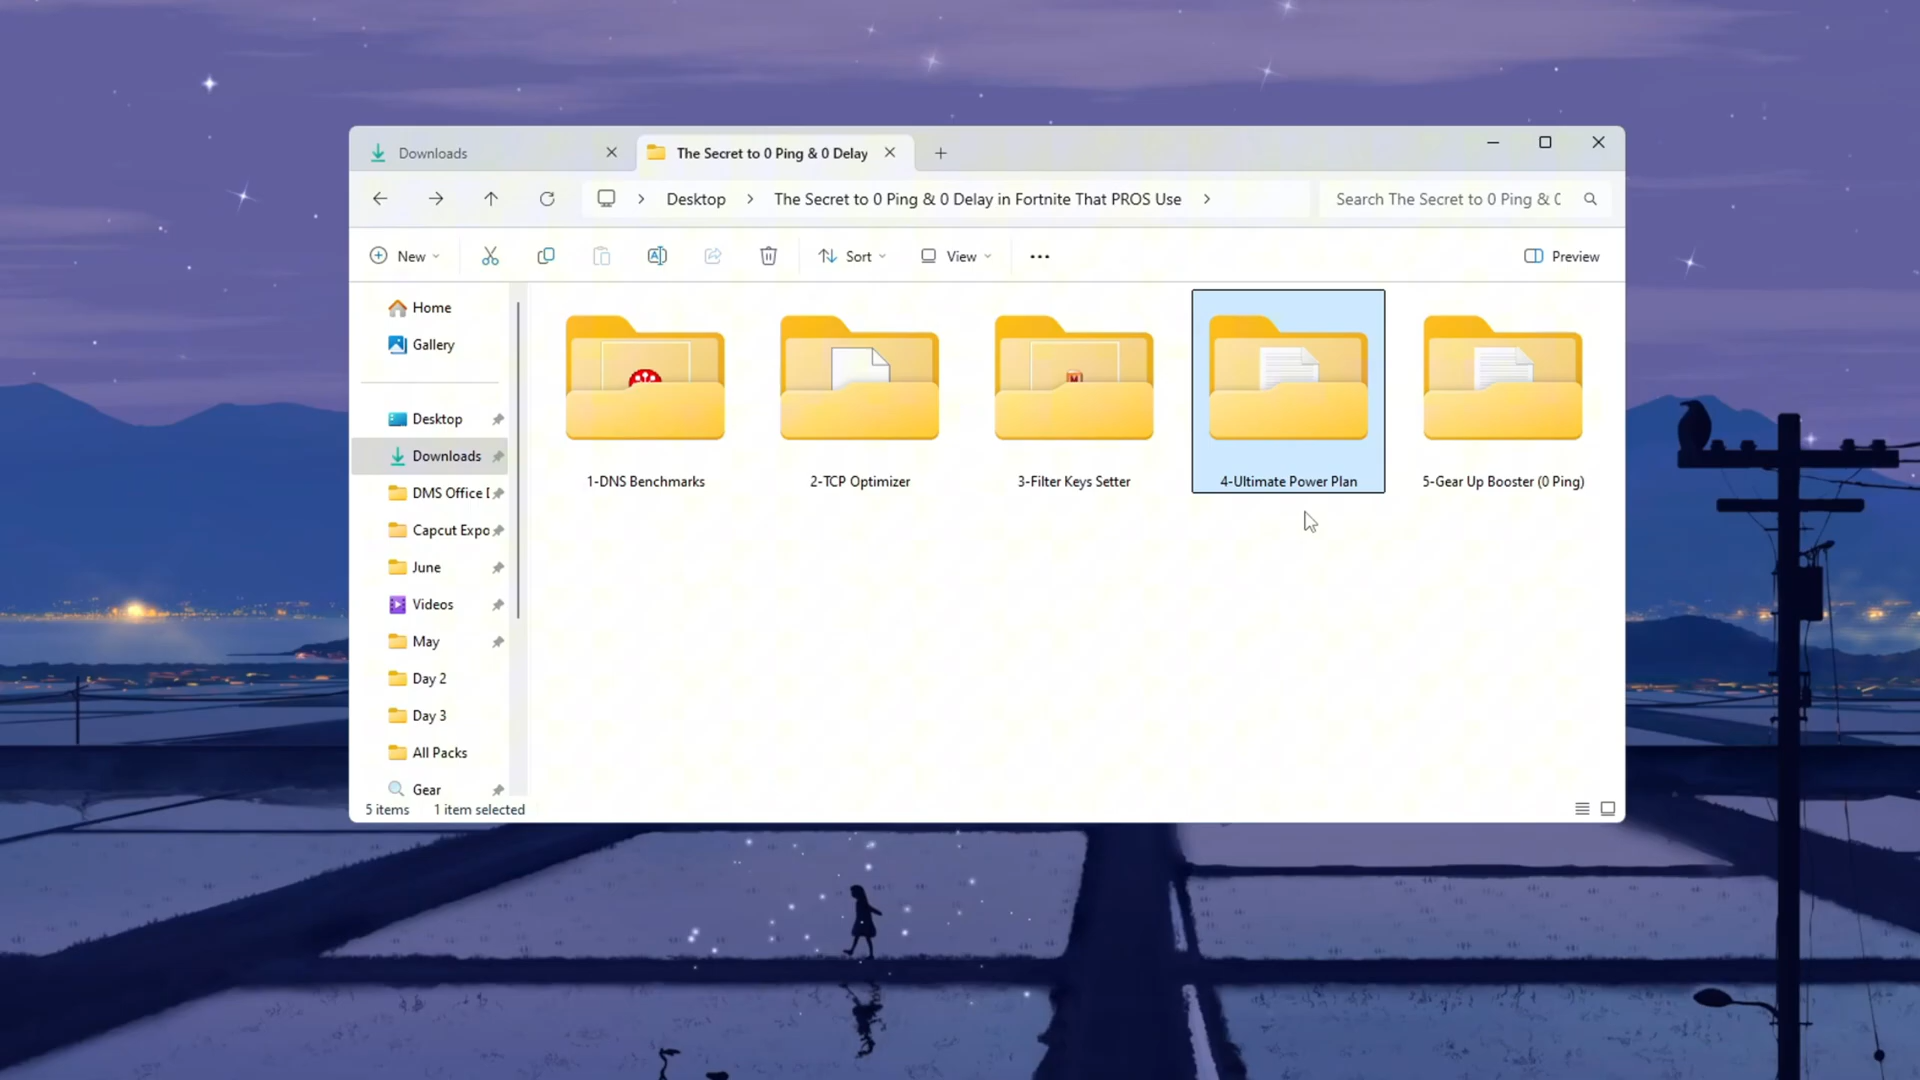 Downloads
The Secret to 0 Ping & 0 Delay
Desktop
The Secret to 0 Ping & 0 Delay in Fortnite That PROS Use
Search The Secret to 0 Ping & 
New
Sort
View
Preview
Home
Gallery
Desktop
Downloads
DMS Office
Capcut Expo
June
Videos
May
Day 2
Day 3
All Packs
Gear
1-DNS Benchmarks
2-TCP Optimizer
3-Filter Keys Setter
4-Ultimate Power Plan
5-Gear Up Booster (0 Ping)
5 items
1 item selected